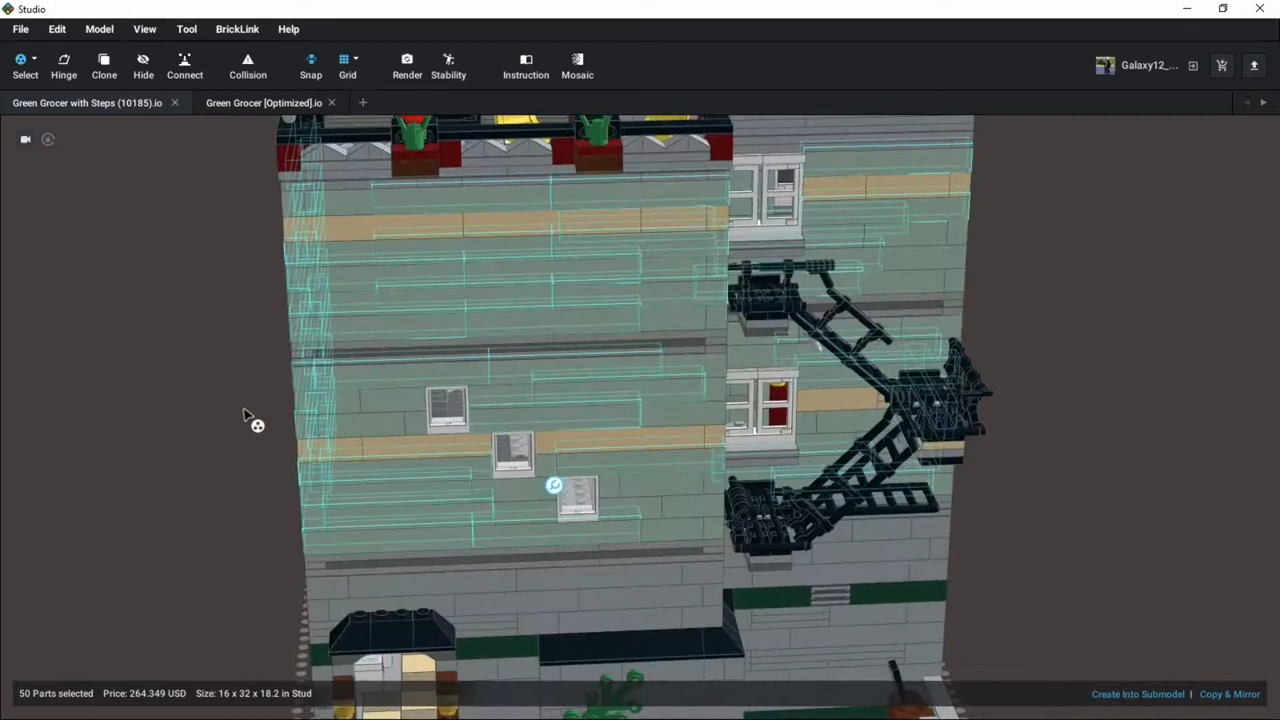 Studio
File Edit Model View Tool BrickLink Help
Select Hinge Clone Hide Connect Collision Snap Grid Render Stability Instruction Mosaic Galaxy12_...
Green Grocer with Steps (10185).io Green Grocer [Optimized].io
50 Parts selected Price: 264.349 USD Size: 16 x 32 x 18.2 in Stud Create Into Submodel | Copy & Mirror